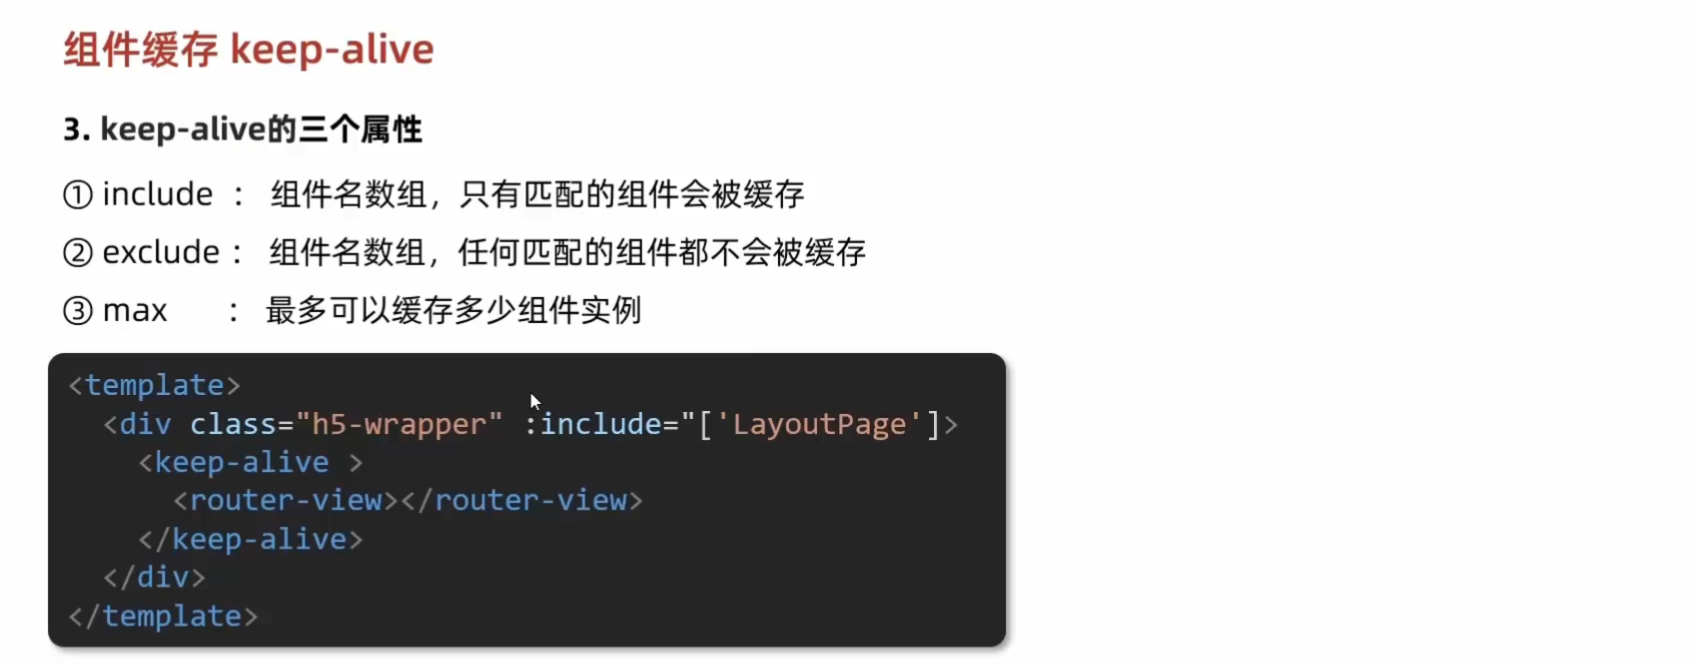 组件缓存 keep-alive
3. keep-alive的三个属性
① include ： 组件名数组，只有匹配的组件会被缓存
② exclude ： 组件名数组，任何匹配的组件都不会被缓存
③ max ： 最多可以缓存多少组件实例
<template>
  <div class="h5-wrapper" :include="['LayoutPage']>
    <keep-alive >
      <router-view></router-view>
    </keep-alive>
  </div>
</template>